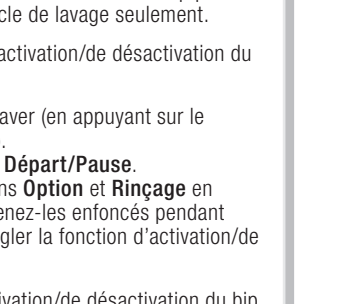 cle de lavage seulement.
activation/de désactivation du
aver (en appuyant sur le
.
Départ/Pause.
ns Option et Rinçage en
enez-les enfoncés pendant
gler la fonction d'activation/de
ivation/de désactivation du bip